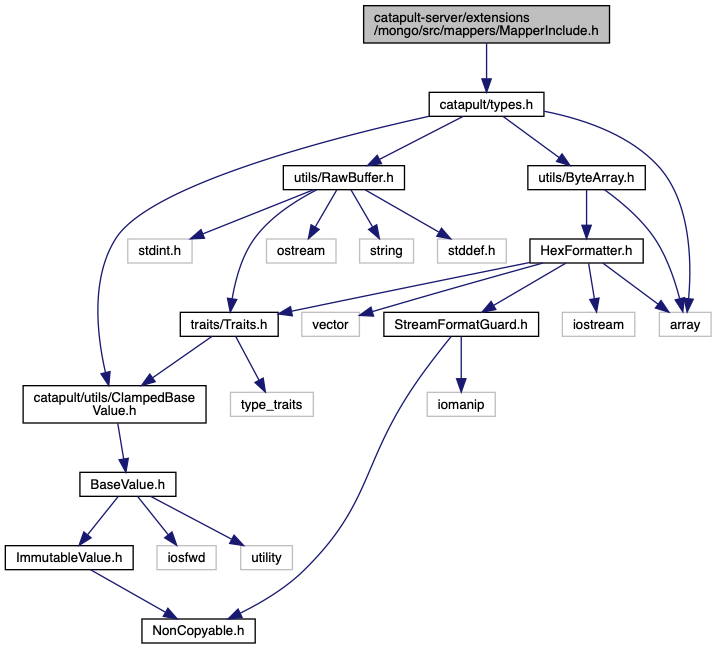 catapult-server/extensions
/mongo/src/mappers/MapperInclude.h
catapult/types.h
utils/RawBuffer.h
utils/ByteArray.h
stdint.h
ostream
string
stddef.h
HexFormatter.h
traits/Traits.h
vector
StreamFormatGuard.h
iostream
array
catapult/utils/ClampedBase
Value.h
type_traits
iomanip
BaseValue.h
ImmutableValue.h
iosfwd
utility
NonCopyable.h